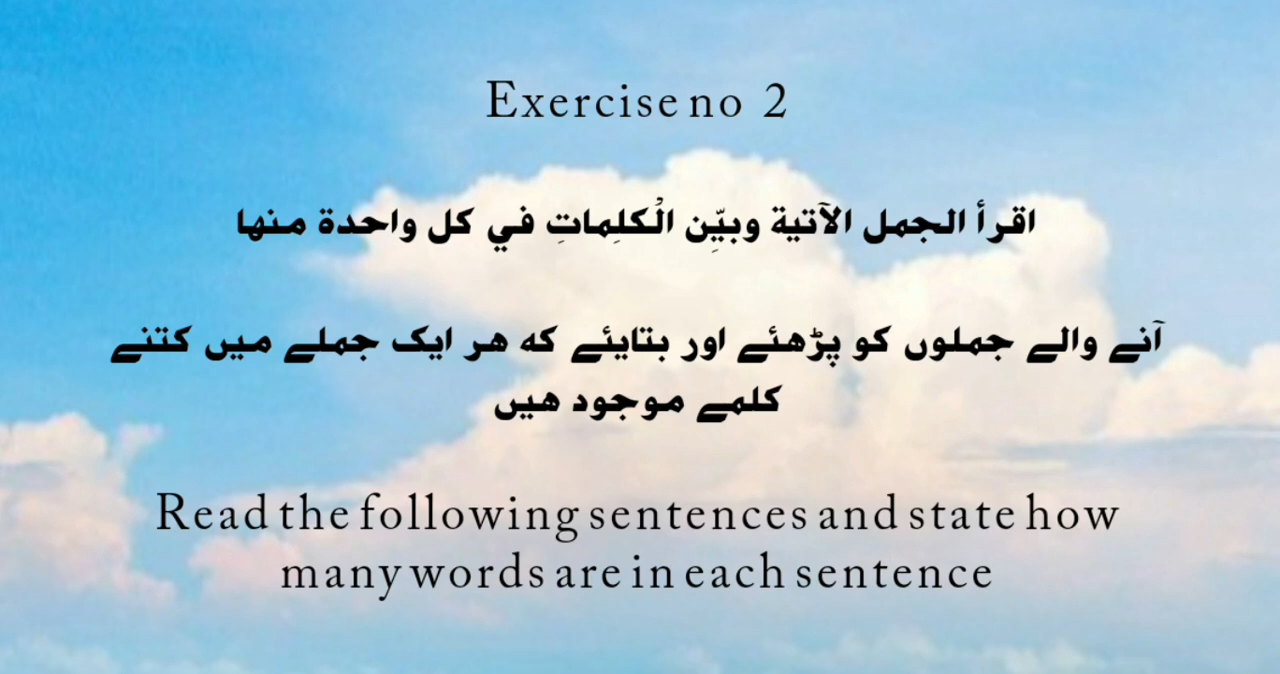 Exercise no 2
اقرأ الجمل الآتية وبيّنِ الْكلِماتِ في كل واحدة منها
آنے والے جملوں کو پڑھئے اور بتایئے که هر ایک جملے میں کتنے
کلمے موجود هیں
Read the following sentences and state how
many words are in each sentence